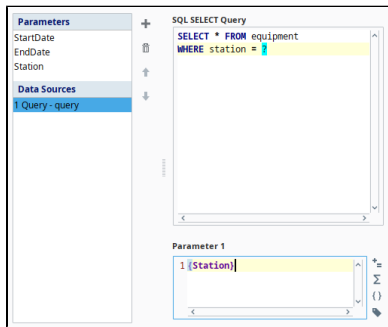 Parameters
StartDate
EndDate
Station
Data Sources
1 Query - query
SQL SELECT Query
SELECT * FROM equipment
WHERE station = ?
Parameter 1
1 {Station}